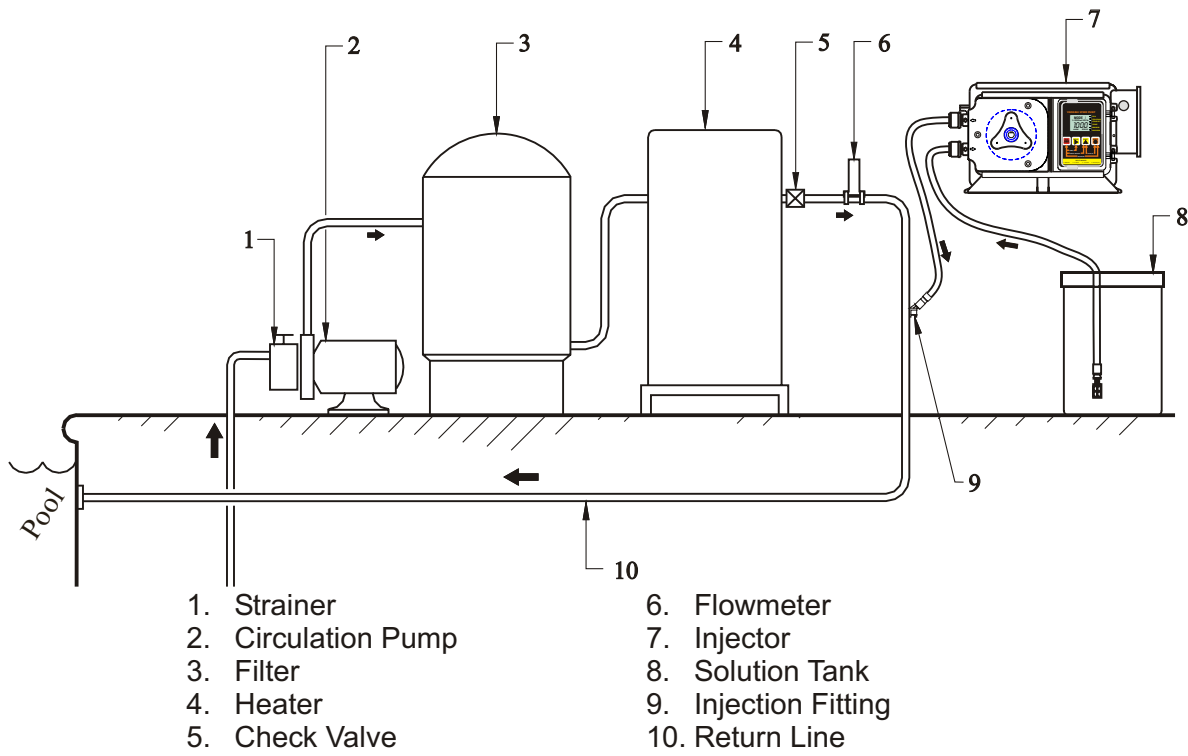 2 3 4 5 6 7
1 8
9
Pool
10
1. Strainer
2. Circulation Pump
3. Filter
4. Heater
5. Check Valve
6. Flowmeter
7. Injector
8. Solution Tank
9. Injection Fitting
10. Return Line